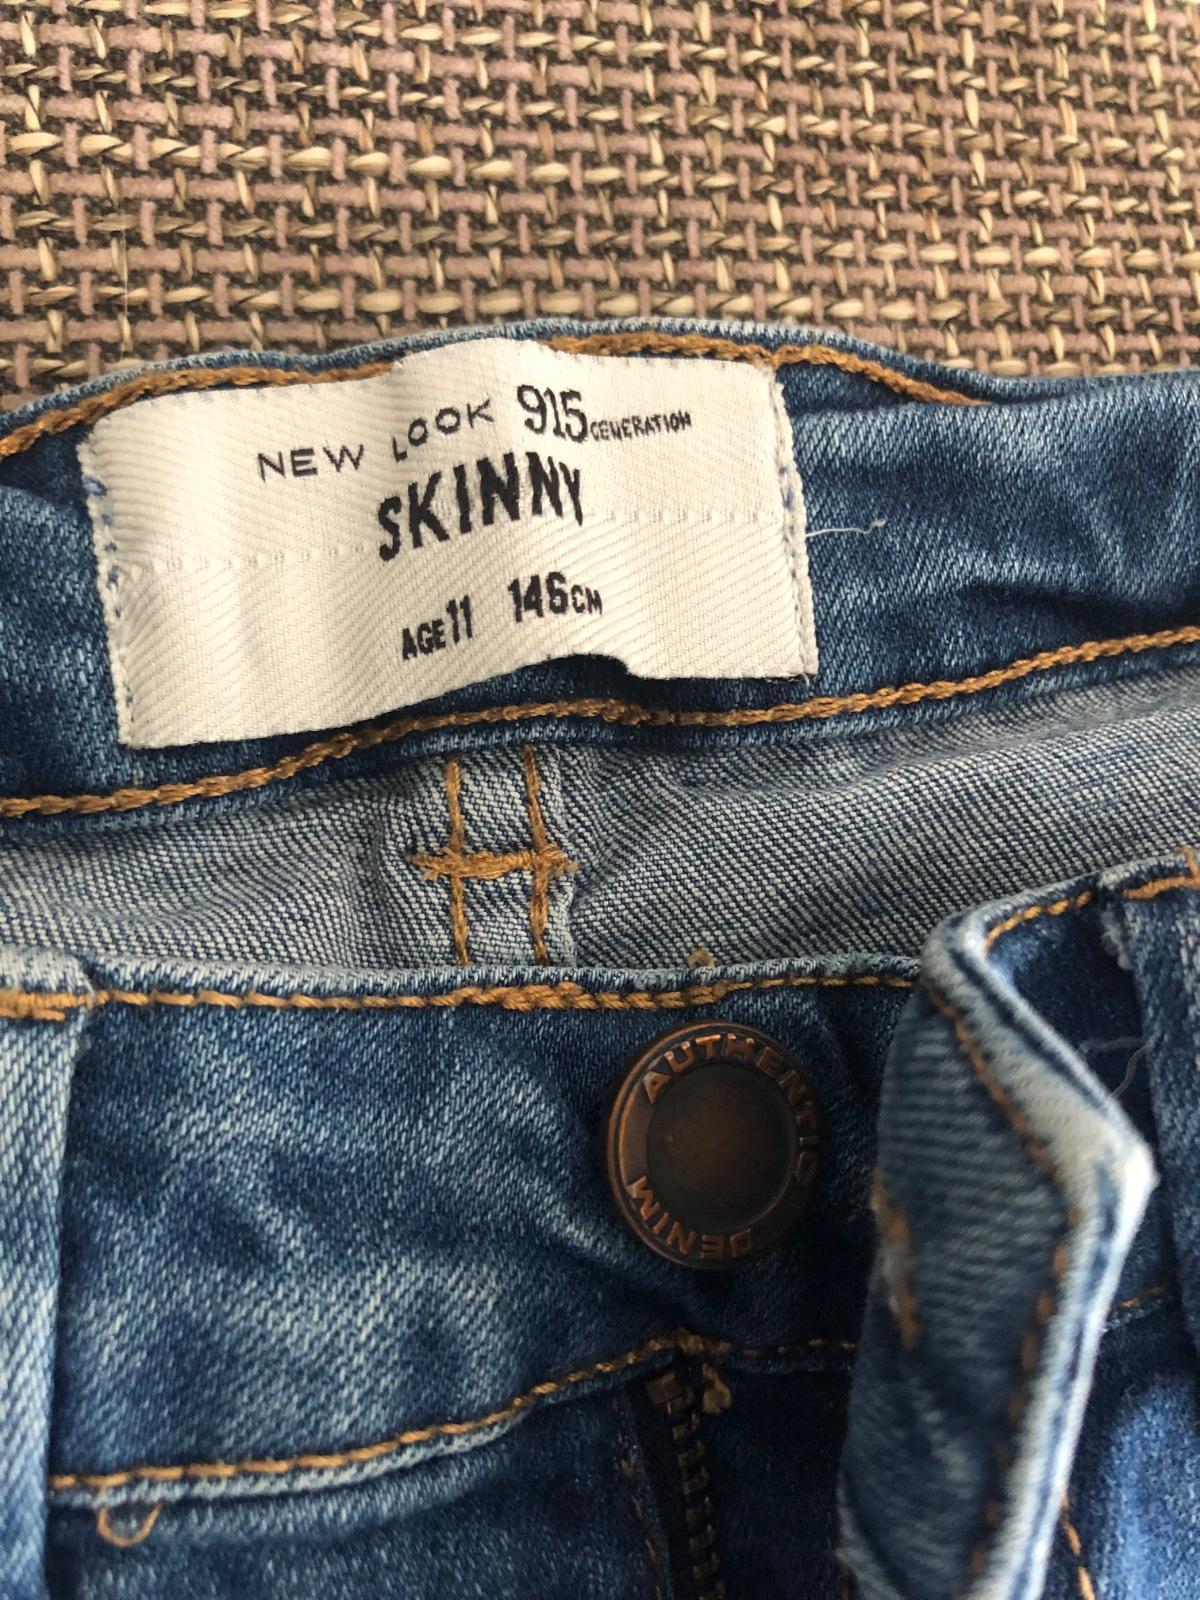 NEW LOOK 915 GENERATION
SKINNY
AGE 11 146CM
AUTHENTIC
DENIM